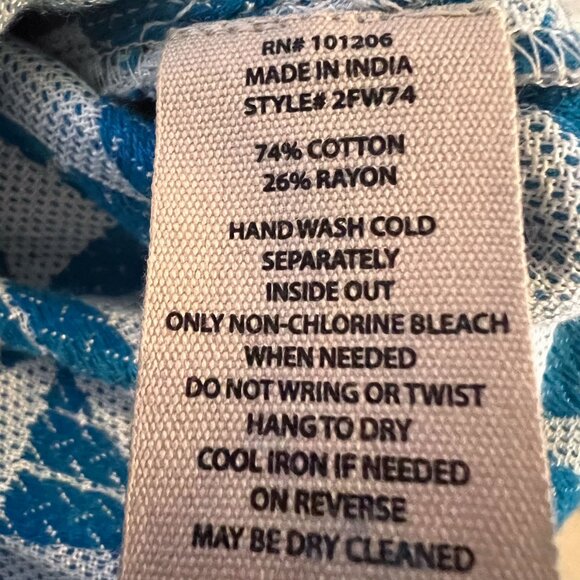 RN# 101206
MADE IN INDIA
STYLE# 2FW74
74% COTTON
26% RAYON
HAND WASH COLD
SEPARATELY
INSIDE OUT
ONLY NON-CHLORINE BLEACH
WHEN NEEDED
DO NOT WRING OR TWIST
HANG TO DRY
COOL IRON IF NEEDED
ON REVERSE
MAY BE DRY CLEANED